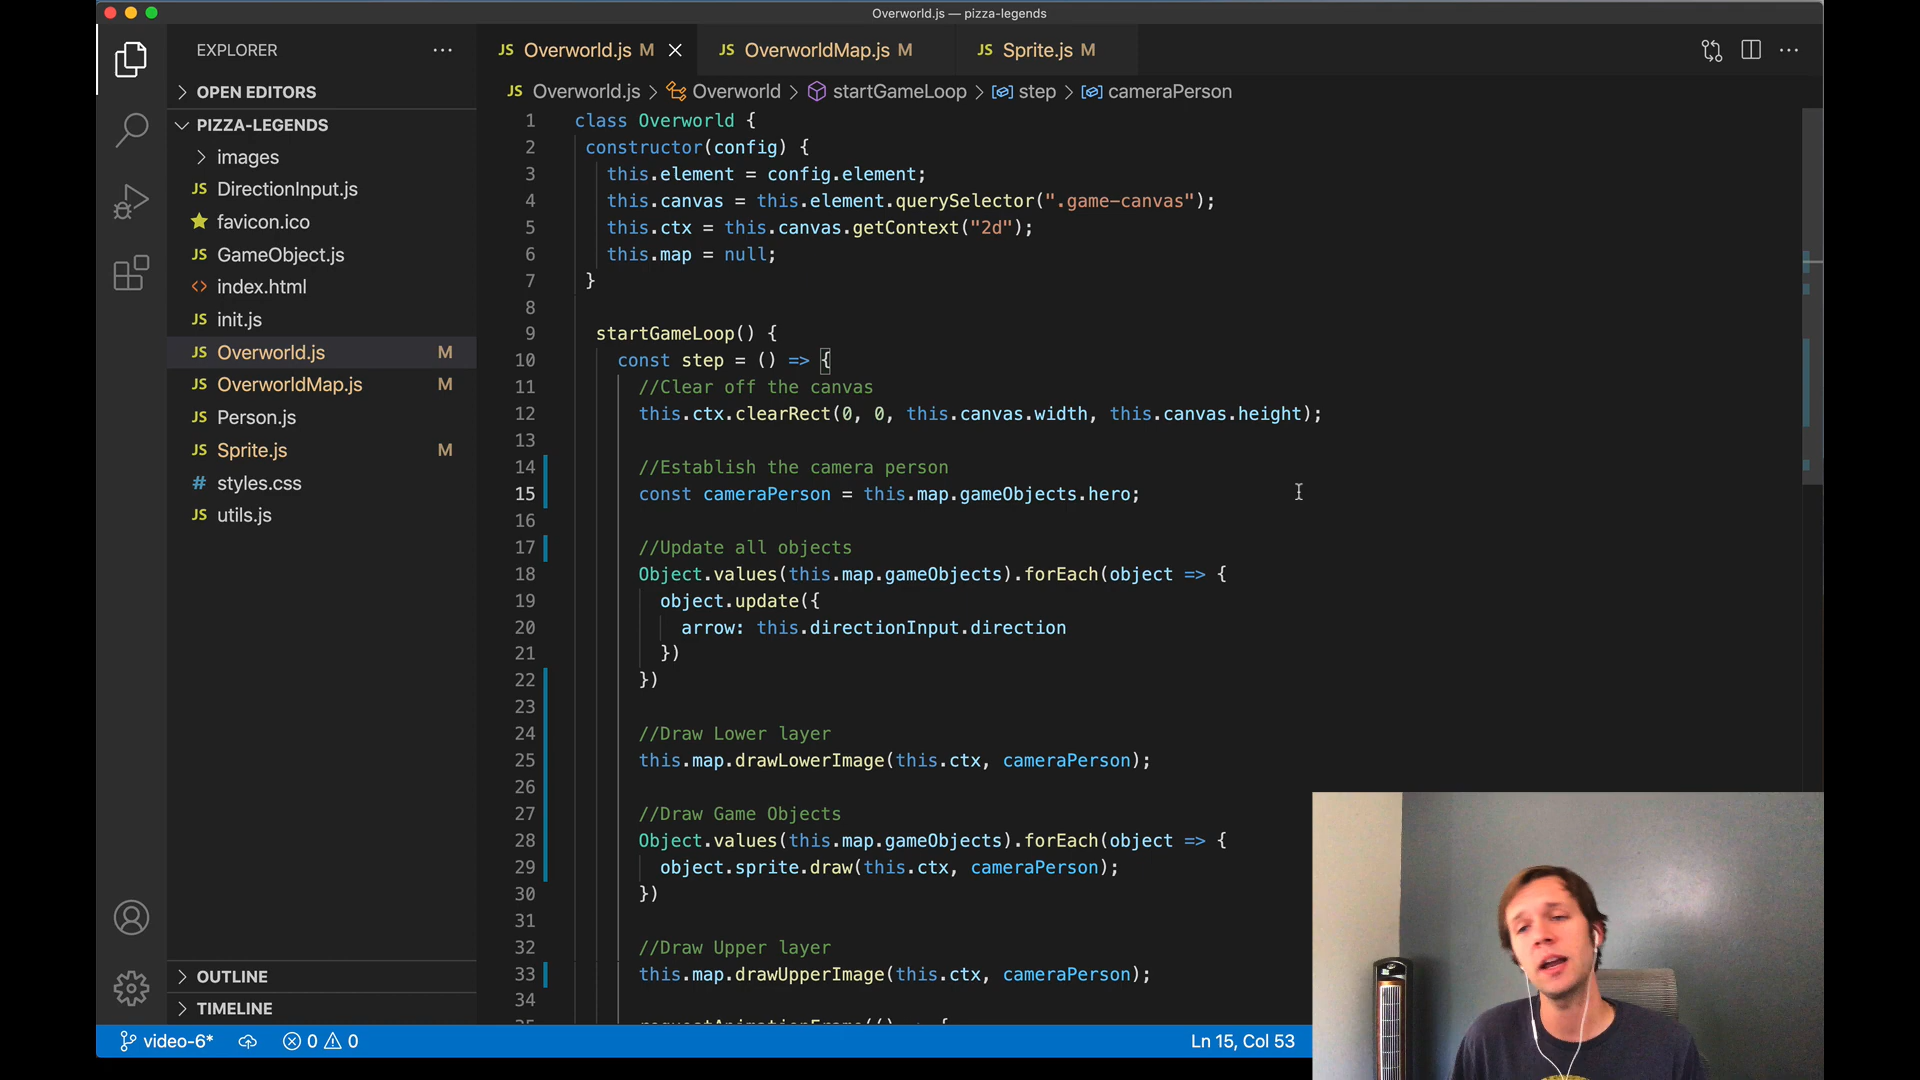 Overworld.js — pizza-legends
EXPLORER
OPEN EDITORS
PIZZA-LEGENDS
images
JS DirectionInput.js
favicon.ico
JS GameObject.js
<> index.html
JS init.js
JS Overworld.js M
JS OverworldMap.js M
JS Person.js
JS Sprite.js M
# styles.css
JS utils.js
OUTLINE
TIMELINE
JS Overworld.js M JS OverworldMap.js M JS Sprite.js M
JS Overworld.js > Overworld > startGameLoop > step > cameraPerson
1 class Overworld {
2 constructor(config) {
3 this.element = config.element;
4 this.canvas = this.element.querySelector(".game-canvas");
5 this.ctx = this.canvas.getContext("2d");
6 this.map = null;
7 }
8
9 startGameLoop() {
10 const step = () => {
11 //Clear off the canvas
12 this.ctx.clearRect(0, 0, this.canvas.width, this.canvas.height);
13
14 //Establish the camera person
15 const cameraPerson = this.map.gameObjects.hero;
16
17 //Update all objects
18 Object.values(this.map.gameObjects).forEach(object => {
19 object.update({
20 arrow: this.directionInput.direction
21 })
22 })
23
24 //Draw Lower layer
25 this.map.drawLowerImage(this.ctx, cameraPerson);
26
27 //Draw Game Objects
28 Object.values(this.map.gameObjects).forEach(object => {
29 object.sprite.draw(this.ctx, cameraPerson);
30 })
31
32 //Draw Upper layer
33 this.map.drawUpperImage(this.ctx, cameraPerson);
34
35 requestAnimationFrame(() => {
video-6* 0 0 Ln 15, Col 53